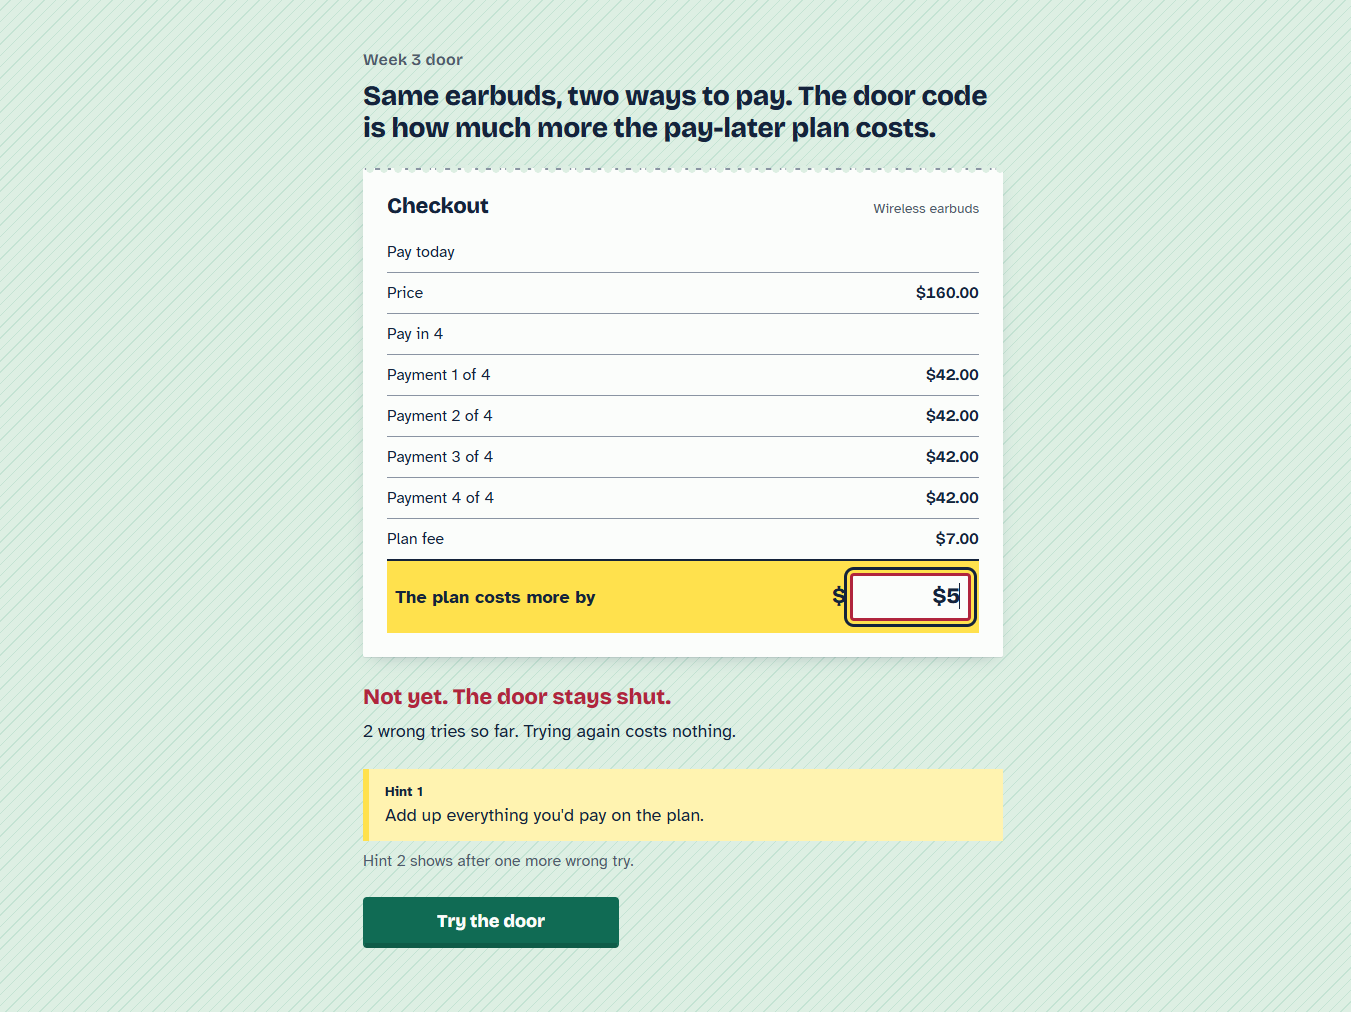 Week 3 door
Same earbuds, two ways to pay. The door code
is how much more the pay-later plan costs.
Checkout
Wireless earbuds
Pay today
Price $160.00
Pay in 4
Payment 1 of 4 $42.00
Payment 2 of 4 $42.00
Payment 3 of 4 $42.00
Payment 4 of 4 $42.00
Plan fee $7.00
The plan costs more by $ $5
Not yet. The door stays shut.
2 wrong tries so far. Trying again costs nothing.
Hint 1
Add up everything you'd pay on the plan.
Hint 2 shows after one more wrong try.
Try the door